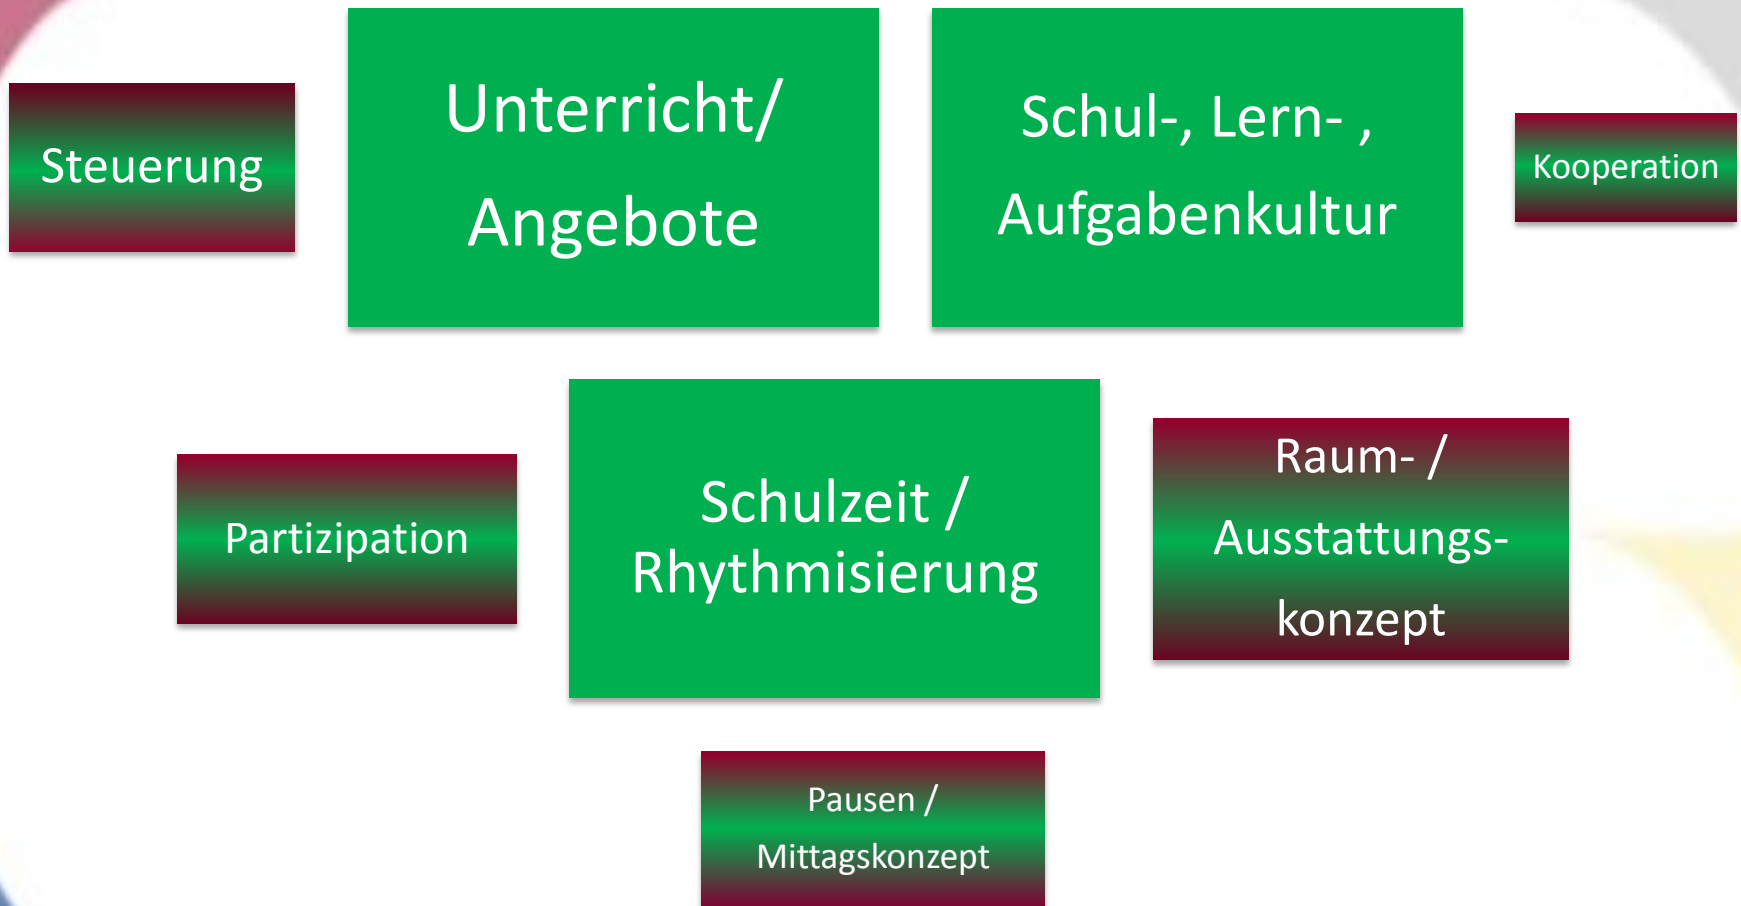 Steuerung
Unterricht/
Angebote
Schul-, Lern- ,
Aufgabenkultur
Kooperation
Partizipation
Schulzeit /
Rhythmisierung
Raum- /
Ausstattungs-
konzept
Pausen /
Mittagskonzept